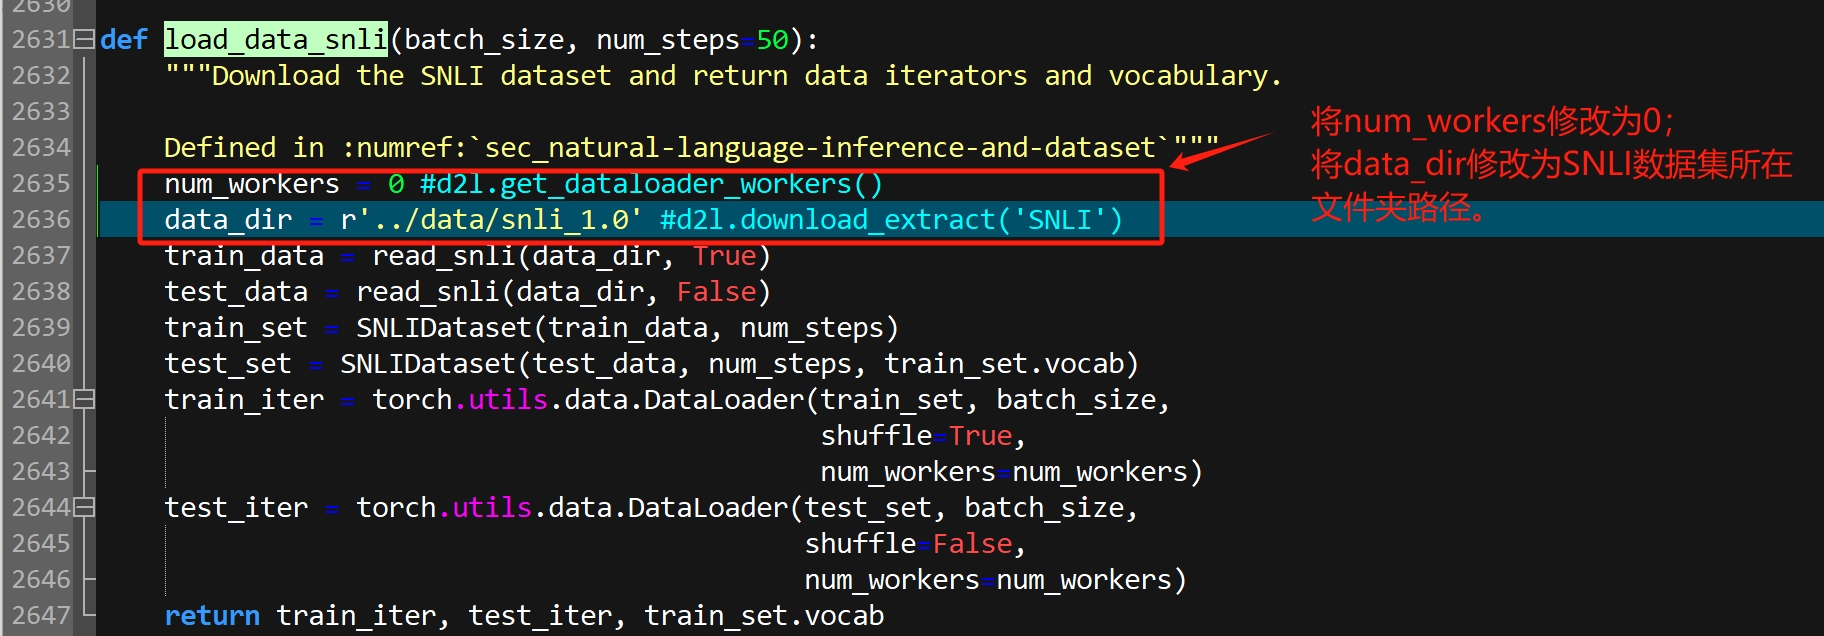 2630
2631 def load_data_snli(batch_size, num_steps=50):
2632 """Download the SNLI dataset and return data iterators and vocabulary.
2633
2634 Defined in :numref:`sec_natural-language-inference-and-dataset`"""
2635 num_workers = 0 #d2l.get_dataloader_workers()
2636 data_dir = r'../data/snli_1.0' #d2l.download_extract('SNLI')
2637 train_data = read_snli(data_dir, True)
2638 test_data = read_snli(data_dir, False)
2639 train_set = SNLIDataset(train_data, num_steps)
2640 test_set = SNLIDataset(test_data, num_steps, train_set.vocab)
2641 train_iter = torch.utils.data.DataLoader(train_set, batch_size,
2642 shuffle=True,
2643 num_workers=num_workers)
2644 test_iter = torch.utils.data.DataLoader(test_set, batch_size,
2645 shuffle=False,
2646 num_workers=num_workers)
2647 return train_iter, test_iter, train_set.vocab
将num_workers修改为0；
将data_dir修改为SNLI数据集所在
文件夹路径。